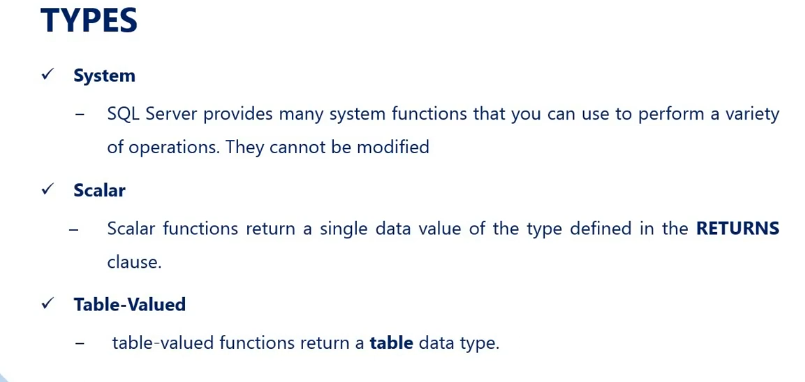 TYPES
✓ System
– SQL Server provides many system functions that you can use to perform a variety
of operations. They cannot be modified
✓ Scalar
– Scalar functions return a single data value of the type defined in the RETURNS
clause.
✓ Table-Valued
– table-valued functions return a table data type.